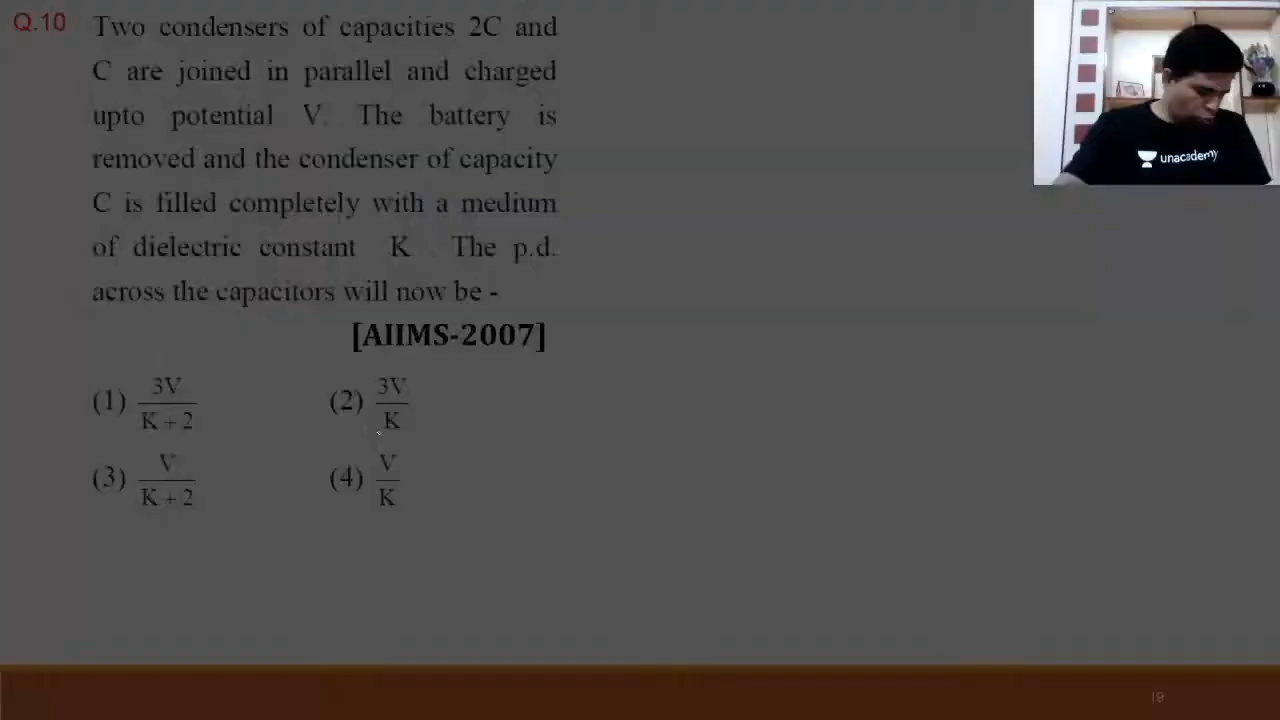 Q.10 Two condensers of capacities 2C and
C are joined in parallel and charged
upto potential V. The battery is
removed and the condenser of capacity
C is filled completely with a medium
of dielectric constant K The p.d.
across the capacitors will now be -
[AIIMS-2007]
(1) 3V / K + 2 (2) 3V / K
(3) V / K + 2 (4) V / K
unacademy
19